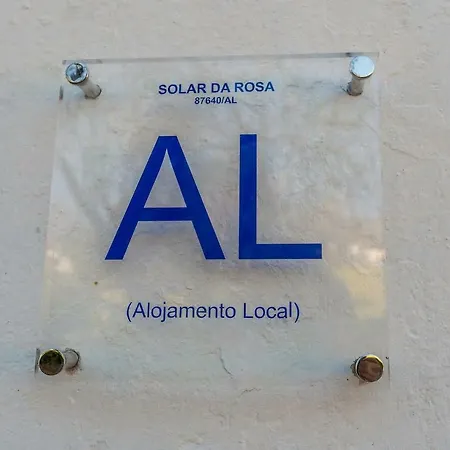 SOLAR DA ROSA
87640/AL
AL
(Alojamento Local)